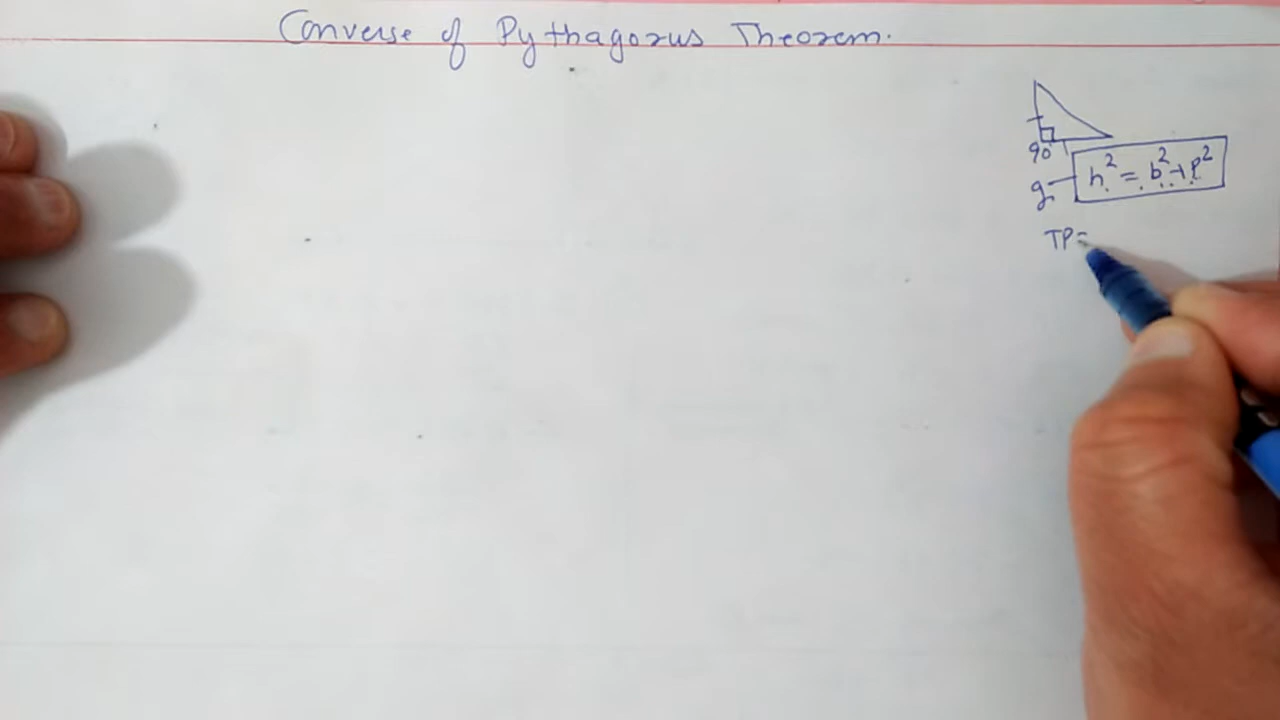 Converse of Pythagorus Theorem.
90
g h² = b² + p²
TP=